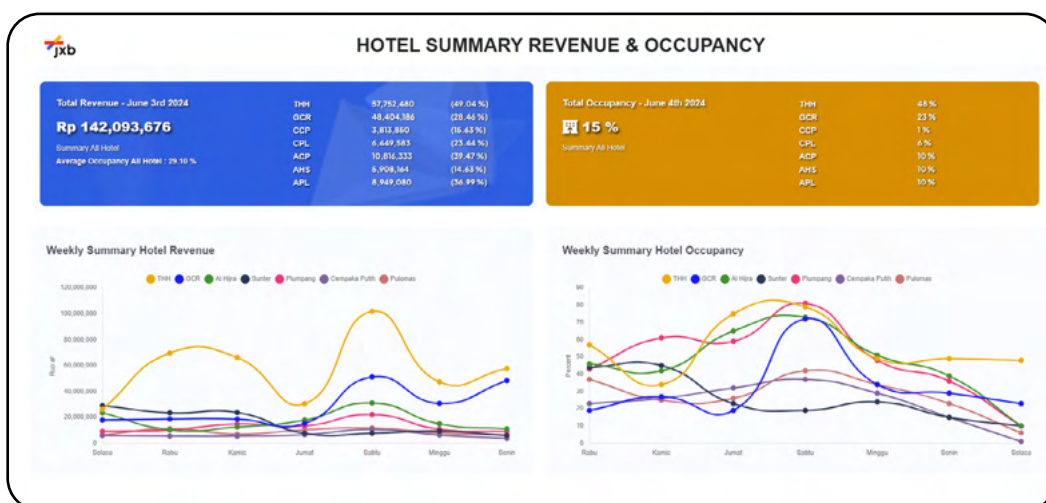 jxb
HOTEL SUMMARY REVENUE & OCCUPANCY
Total Revenue - June 3rd 2024
Rp 142,093,676
Summary All Hotel
Average Occupancy All Hotel : 29.10 %
THH 57,752,480 (49.04 %)
GCR 48,404,186 (28.46 %)
CCP 3,813,850 (15.63 %)
CPL 6,449,583 (23.44 %)
ACP 10,816,333 (39.47 %)
AHS 5,908,164 (14.63 %)
APL 8,949,080 (36.99 %)
Total Occupancy - June 4th 2024
15 %
Summary All Hotel
THH 48 %
GCR 23 %
CCP 1 %
CPL 6 %
ACP 10 %
AHS 10 %
APL 10 %
Weekly Summary Hotel Revenue
THH GCR Al Hijra Sunter Plumpang Cempaka Putih Pulomas
120,000,000
100,000,000
80,000,000
60,000,000
40,000,000
20,000,000
0
Rupiah
Selasa Rabu Kamis Jumat Sabtu Minggu Senin
Weekly Summary Hotel Occupancy
THH GCR Al Hijra Sunter Plumpang Cempaka Putih Pulomas
90
80
70
60
50
40
30
20
10
0
Percent
Rabu Kamis Jumat Sabtu Minggu Senin Selasa